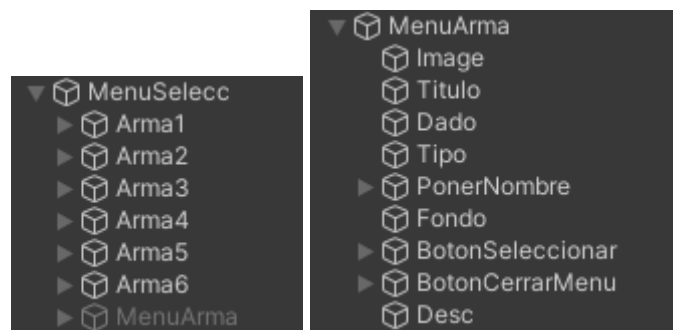 MenuSelecc
Arma1
Arma2
Arma3
Arma4
Arma5
Arma6
MenuArma
MenuArma
Image
Titulo
Dado
Tipo
PonerNombre
Fondo
BotonSeleccionar
BotonCerrarMenu
Desc